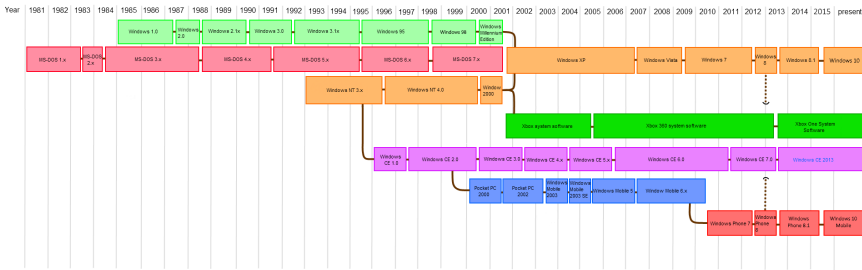 Year 1981 1982 1983 1984 1985 1986 1987 1988 1989 1990 1991 1992 1993 1994 1995 1996 1997 1998 1999 2000 2001 2002 2003 2004 2005 2006 2007 2008 2009 2010 2011 2012 2013 2014 2015 present
Windows 1.0
Windows
2.0
Windows 2.1x
Windows 3.0
Windows 3.1x
Windows 95
Windows 98
Windows
Millennium
Edition
MS-DOS 1.x
MS-DOS
2.x
MS-DOS 3.x
MS-DOS 4.x
MS-DOS 5.x
MS-DOS 6.x
MS-DOS 7.x
Windows XP
Windows Vista
Windows 7
Windows
8
Windows 8.1
Windows 10
Windows NT 3.x
Windows NT 4.0
Window
2000
Xbox system software
Xbox 360 system software
Xbox One System
Software
Windows
CE 1.0
Windows CE 2.0
Windows CE 3.0
Windows CE 4.x
Windows CE 5.x
Windows CE 6.0
Windows CE 7.0
Windows CE 2013
Pocket PC
2000
Pocket PC
2002
Windows
Mobile
2003
Windows
Mobile
2003 SE
Windows Mobile 5
Window Mobile 6.x
Windows Phone 7
Windows
Phone
8
Windows
Phone 8.1
Windows 10
Mobile